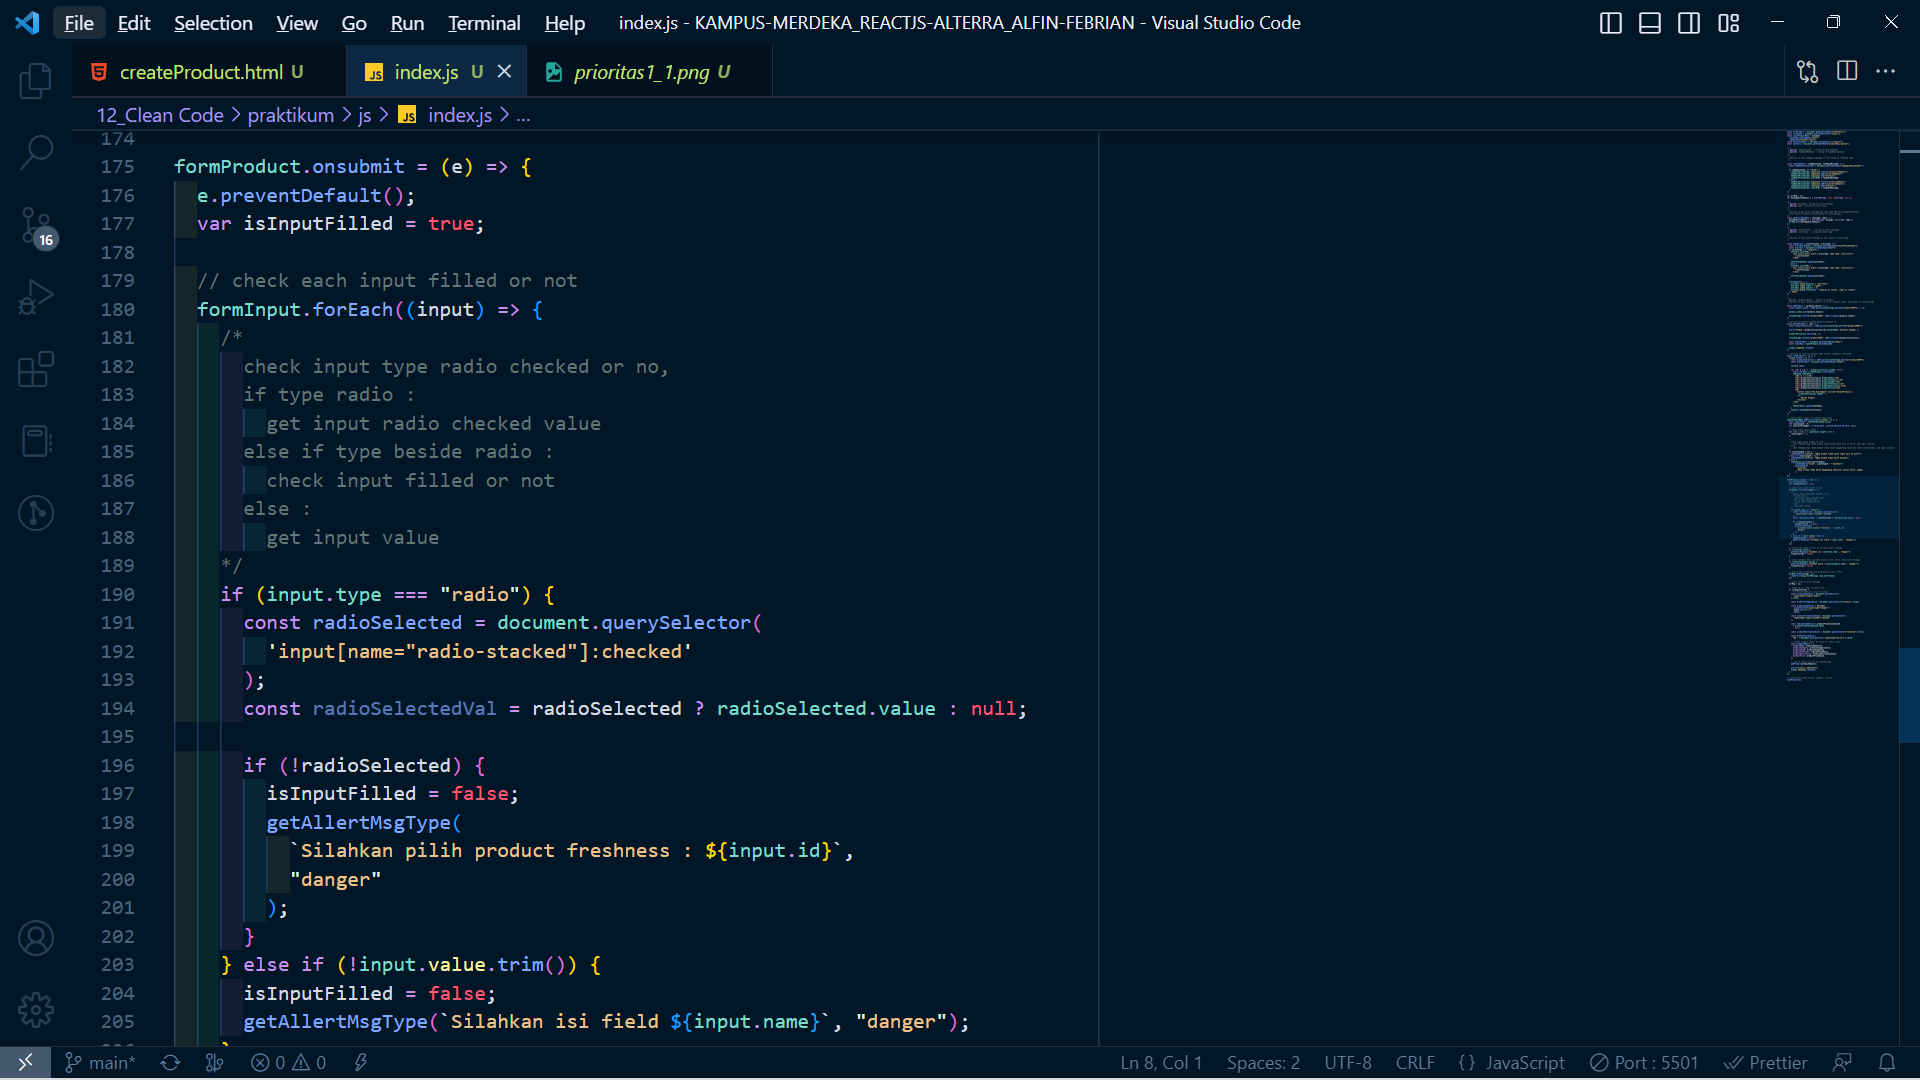 File Edit Selection View Go Run Terminal Help index.js - KAMPUS-MERDEKA_REACTJS-ALTERRA_ALFIN-FEBRIAN - Visual Studio Code
createProduct.html U
JS index.js U
prioritas1_1.png U
12_Clean Code > praktikum > js > JS index.js > ...
174
175 formProduct.onsubmit = (e) => {
176 e.preventDefault();
177 var isInputFilled = true;
178
179 // check each input filled or not
180 formInput.forEach((input) => {
181 /*
182 check input type radio checked or no,
183 if type radio :
184 get input radio checked value
185 else if type beside radio :
186 check input filled or not
187 else :
188 get input value
189 */
190 if (input.type === "radio") {
191 const radioSelected = document.querySelector(
192 'input[name="radio-stacked"]:checked'
193 );
194 const radioSelectedVal = radioSelected ? radioSelected.value : null;
195
196 if (!radioSelected) {
197 isInputFilled = false;
198 getAllertMsgType(
199 `Silahkan pilih product freshness : ${input.id}`,
200 "danger"
201 );
202 }
203 } else if (!input.value.trim()) {
204 isInputFilled = false;
205 getAllertMsgType(`Silahkan isi field ${input.name}`, "danger");
16
main* 0 0 Ln 8, Col 1 Spaces: 2 UTF-8 CRLF {} JavaScript Port : 5501 Prettier